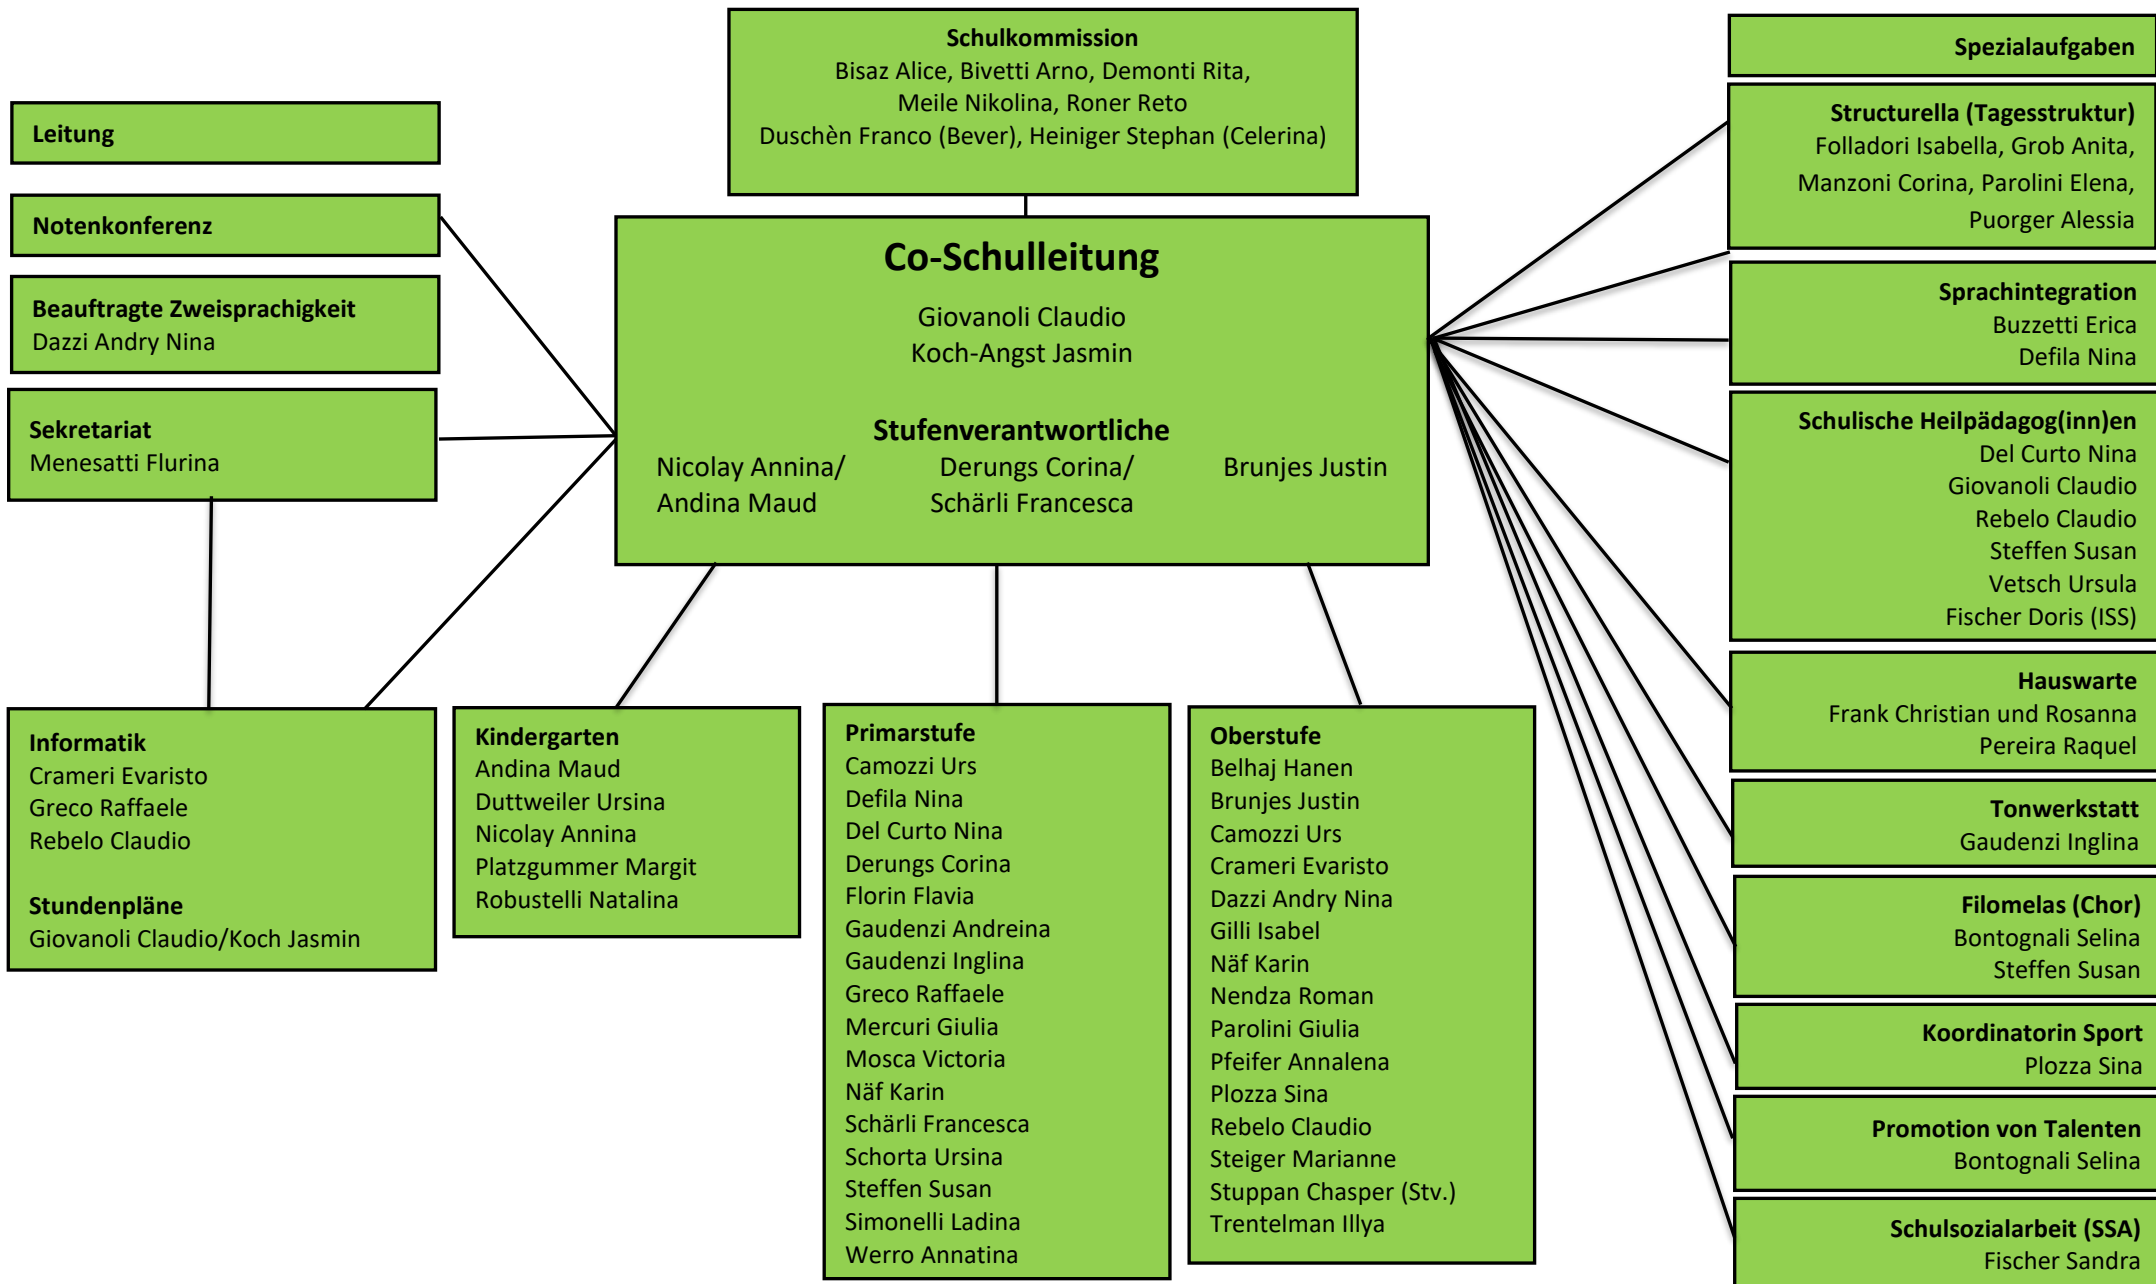 Schulkommission
Bisaz Alice, Bivetti Arno, Demonti Rita,
Meile Nikolina, Roner Reto
Duschèn Franco (Bever), Heiniger Stephan (Celerina)
Leitung
Notenkonferenz
Beauftragte Zweisprachigkeit
Dazzi Andry Nina
Sekretariat
Menesatti Flurina
Co-Schulleitung
Giovanoli Claudio
Koch-Angst Jasmin
Stufenverantwortliche
Nicolay Annina/ Derungs Corina/ Brunjes Justin
Andina Maud Schärli Francesca
Informatik
Crameri Evaristo
Greco Raffaele
Rebelo Claudio
Stundenpläne
Giovanoli Claudio/Koch Jasmin
Kindergarten
Andina Maud
Duttweiler Ursina
Nicolay Annina
Platzgummer Margit
Robustelli Natalina
Primarstufe
Camozzi Urs
Defila Nina
Del Curto Nina
Derungs Corina
Florin Flavia
Gaudenzi Andreina
Gaudenzi Inglina
Greco Raffaele
Mercuri Giulia
Mosca Victoria
Näf Karin
Schärli Francesca
Schorta Ursina
Steffen Susan
Simonelli Ladina
Werro Annatina
Oberstufe
Belhaj Hanen
Brunjes Justin
Camozzi Urs
Crameri Evaristo
Dazzi Andry Nina
Gilli Isabel
Näf Karin
Nendza Roman
Parolini Giulia
Pfeifer Annalena
Plozza Sina
Rebelo Claudio
Steiger Marianne
Stuppan Chasper (Stv.)
Trentelman Illya
Spezialaufgaben
Structurella (Tagesstruktur)
Folladori Isabella, Grob Anita,
Manzoni Corina, Parolini Elena,
Puorger Alessia
Sprachintegration
Buzzetti Erica
Defila Nina
Schulische Heilpädagog(inn)en
Del Curto Nina
Giovanoli Claudio
Rebelo Claudio
Steffen Susan
Vetsch Ursula
Fischer Doris (ISS)
Hauswarte
Frank Christian und Rosanna
Pereira Raquel
Tonwerkstatt
Gaudenzi Inglina
Filomelas (Chor)
Bontognali Selina
Steffen Susan
Koordinatorin Sport
Plozza Sina
Promotion von Talenten
Bontognali Selina
Schulsozialarbeit (SSA)
Fischer Sandra